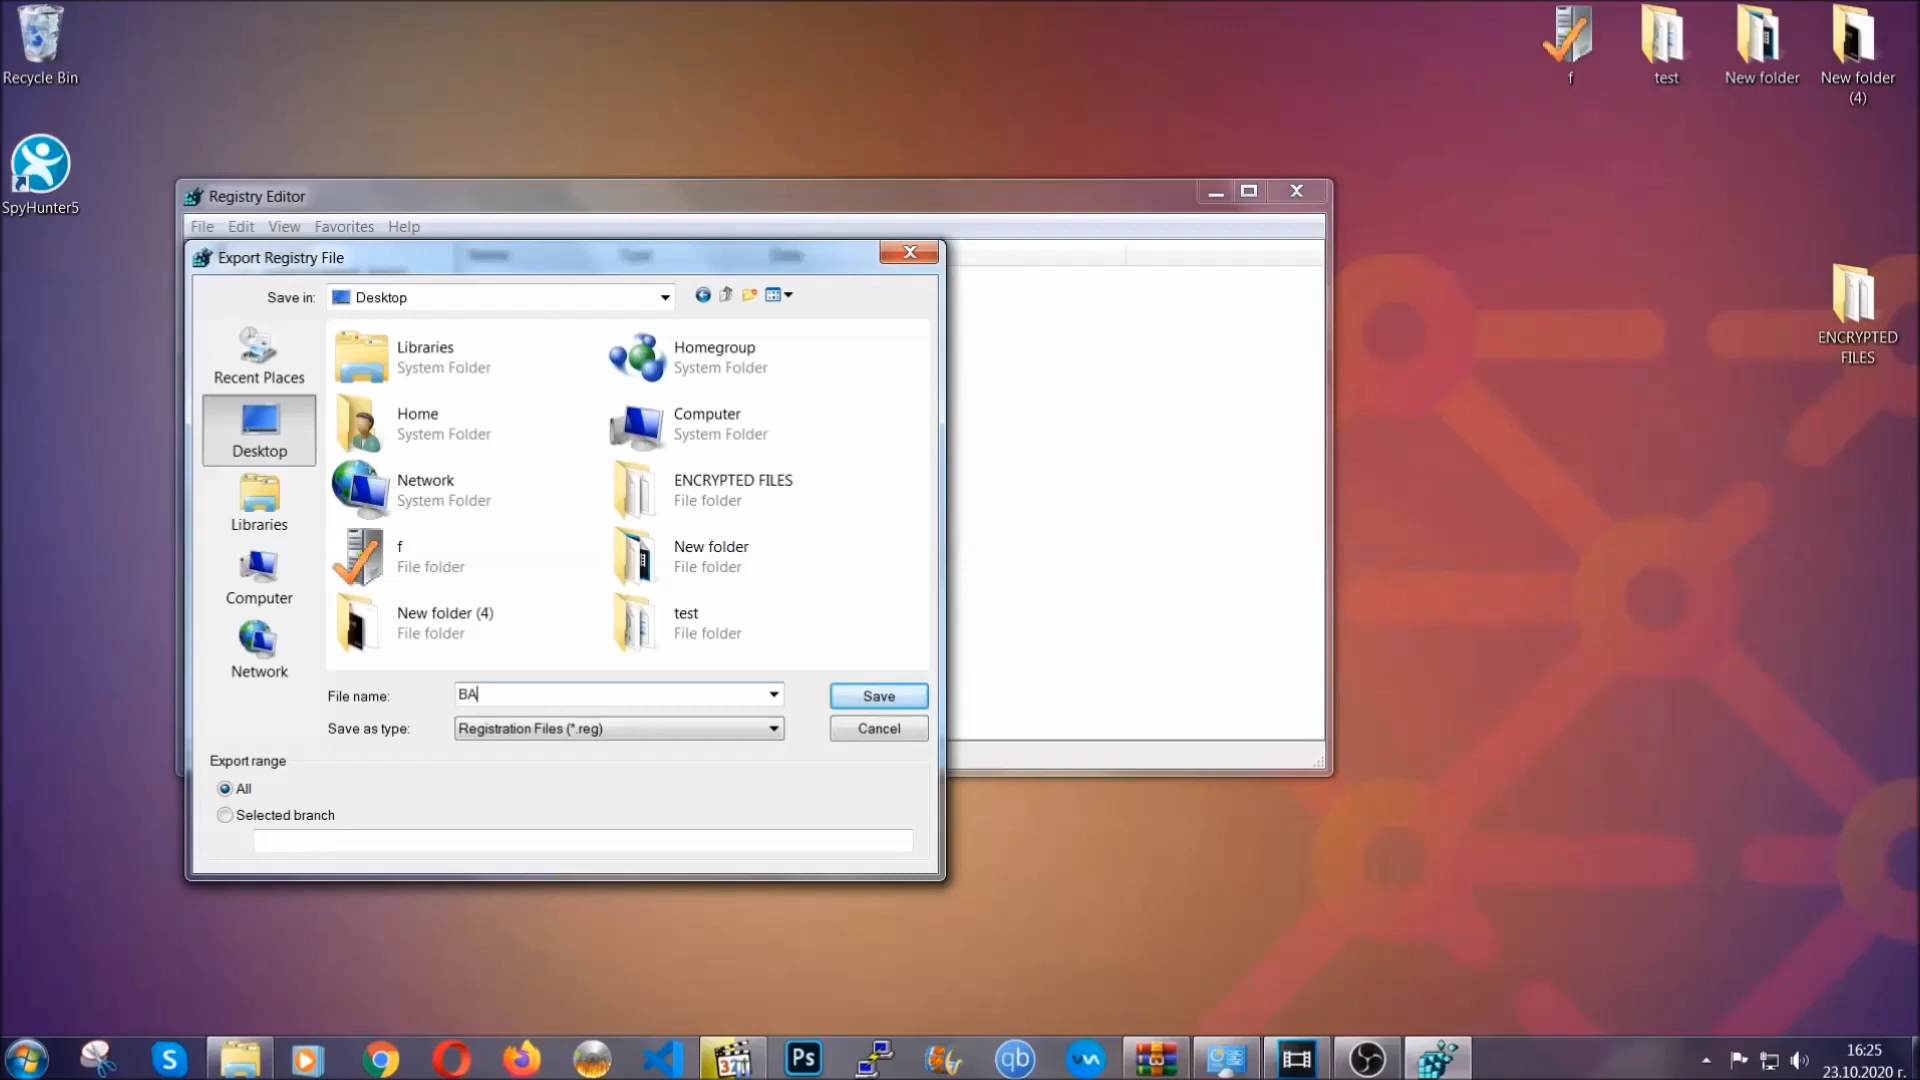 Recycle Bin
SpyHunter5
f
test
New folder
New folder
(4)
ENCRYPTED
FILES
Registry Editor
File Edit View Favorites Help
Export Registry File
Save in: Desktop
Recent Places
Desktop
Libraries
Computer
Network
Libraries
System Folder
Homegroup
System Folder
Home
System Folder
Computer
System Folder
Network
System Folder
ENCRYPTED FILES
File folder
f
File folder
New folder
File folder
New folder (4)
File folder
test
File folder
File name: BA
Save
Save as type: Registration Files (*.reg)
Cancel
Export range
All
Selected branch
S
321
Ps
qb
16:25
23.10.2020 г.